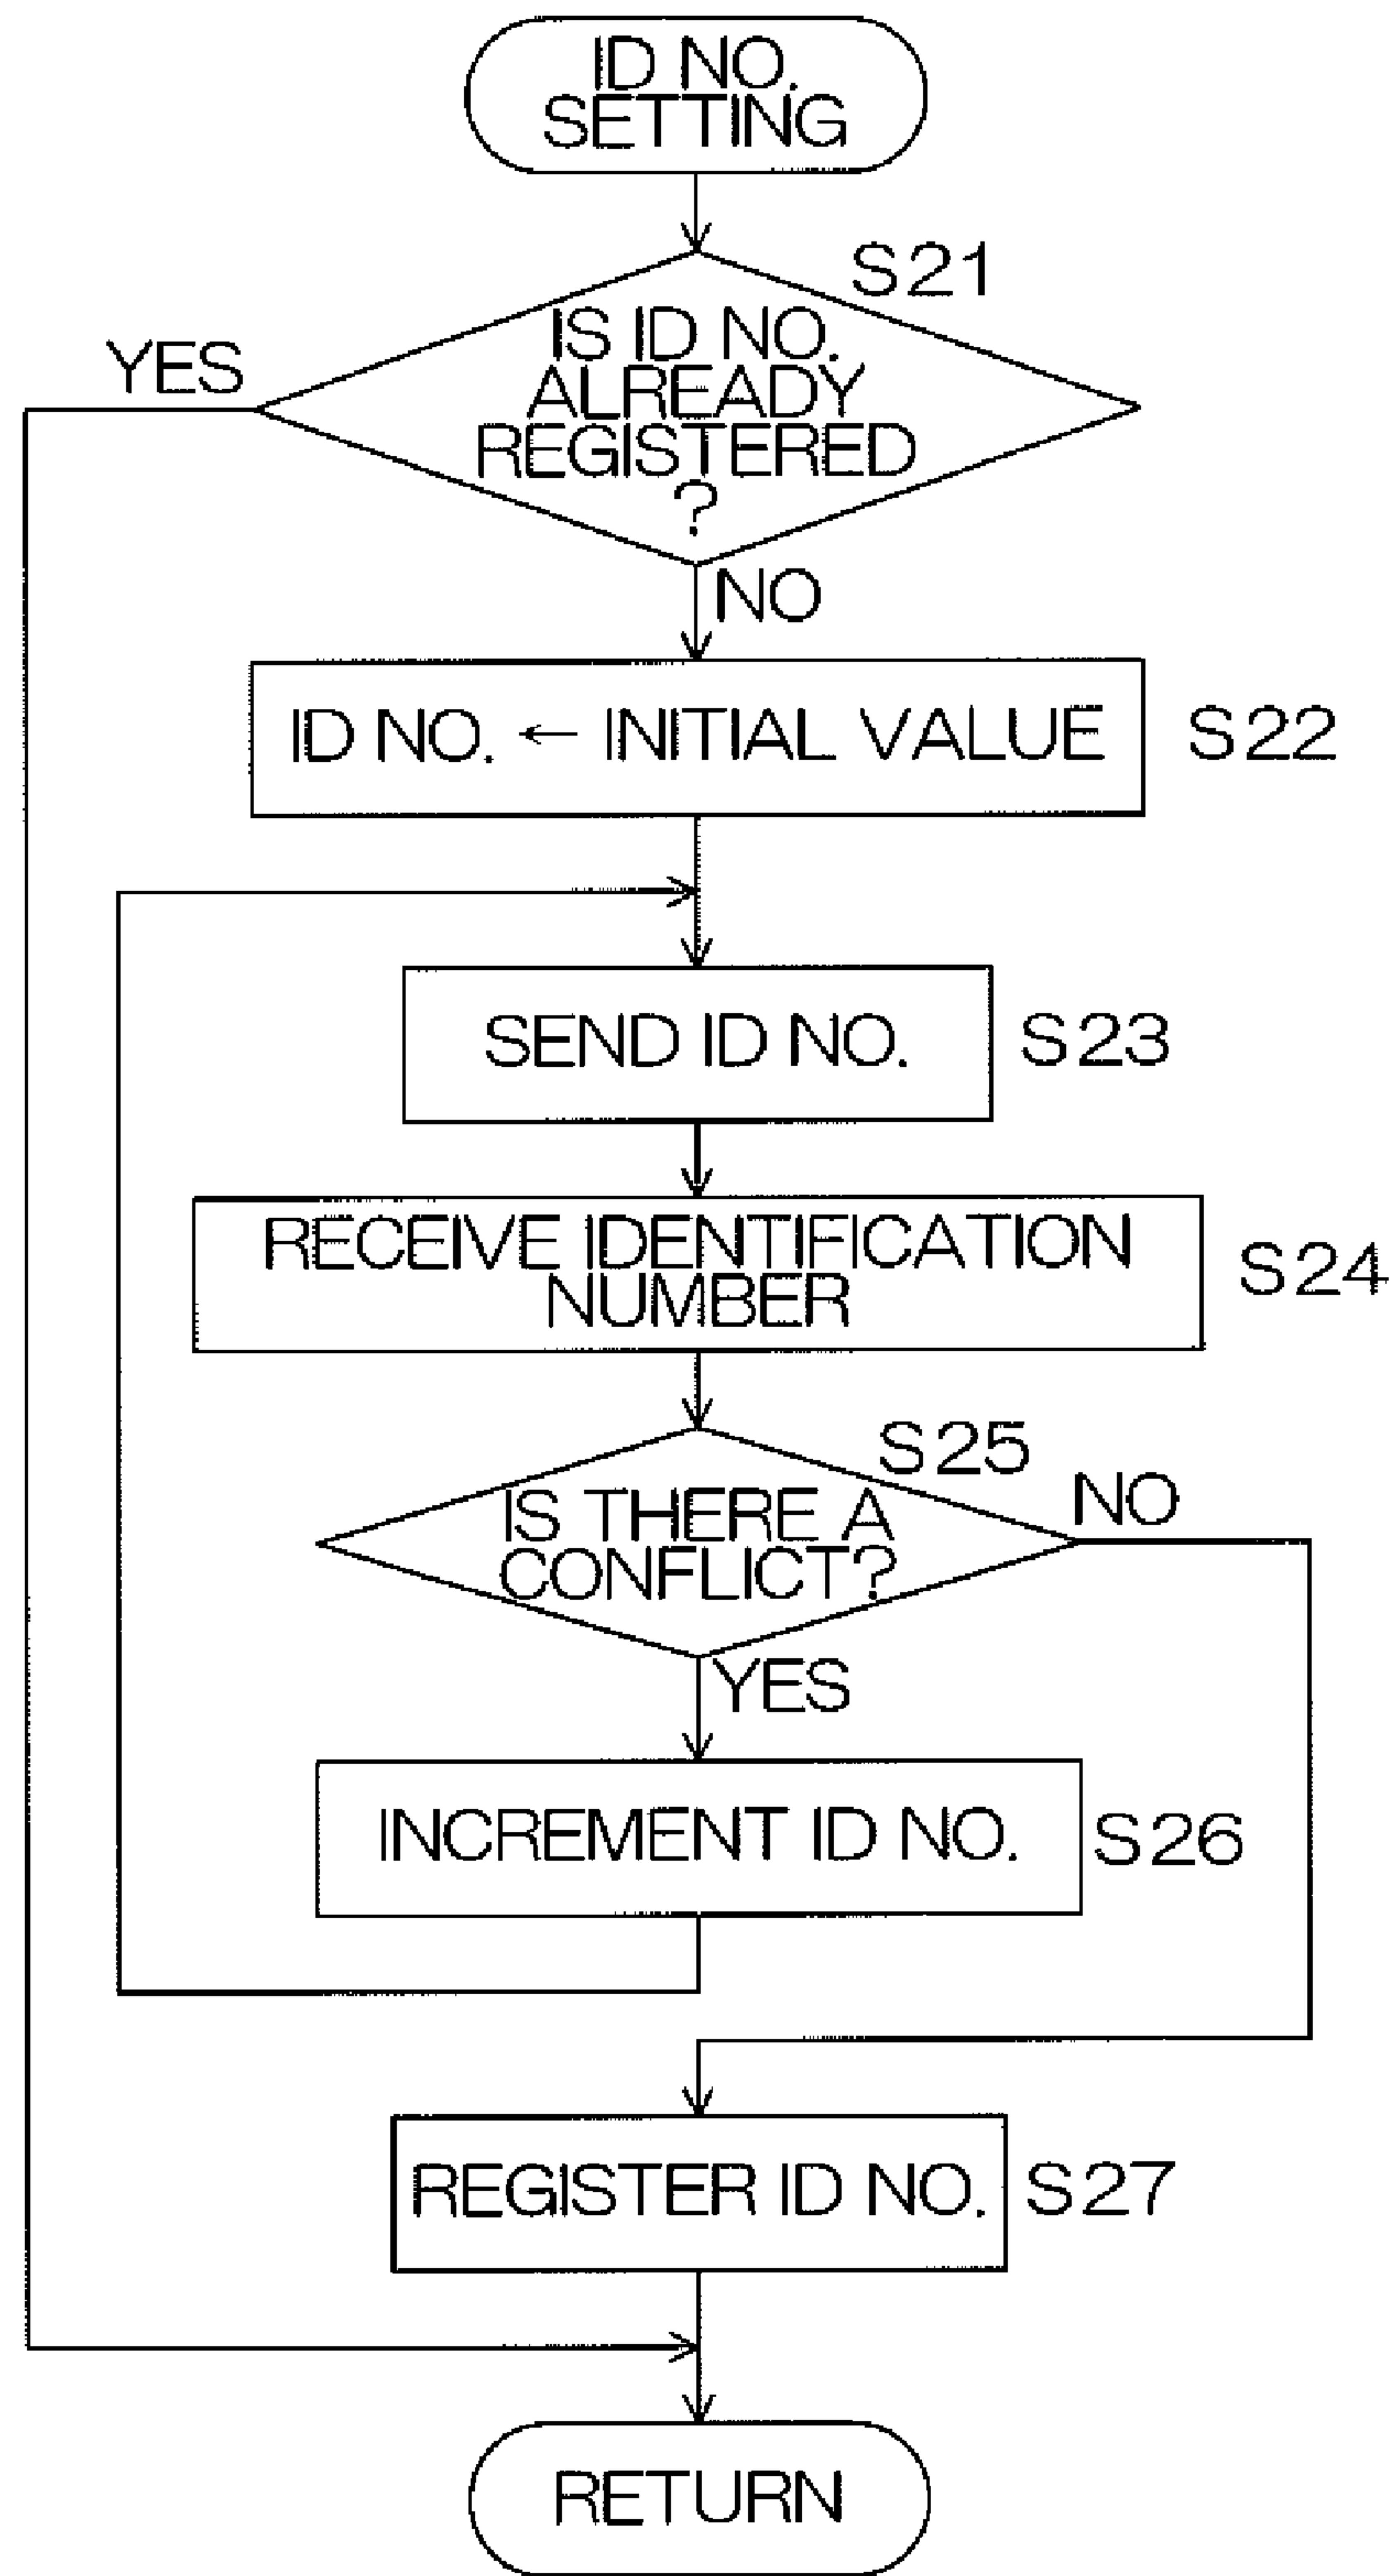 ID NO.
SETTING
S21
IS ID NO.
ALREADY
REGISTERED
?
YES
NO
ID NO. ← INITIAL VALUE
S22
SEND ID NO.
S23
RECEIVE IDENTIFICATION
NUMBER
S24
S25
IS THERE A
CONFLICT?
NO
YES
INCREMENT ID NO.
S26
REGISTER ID NO.
S27
RETURN